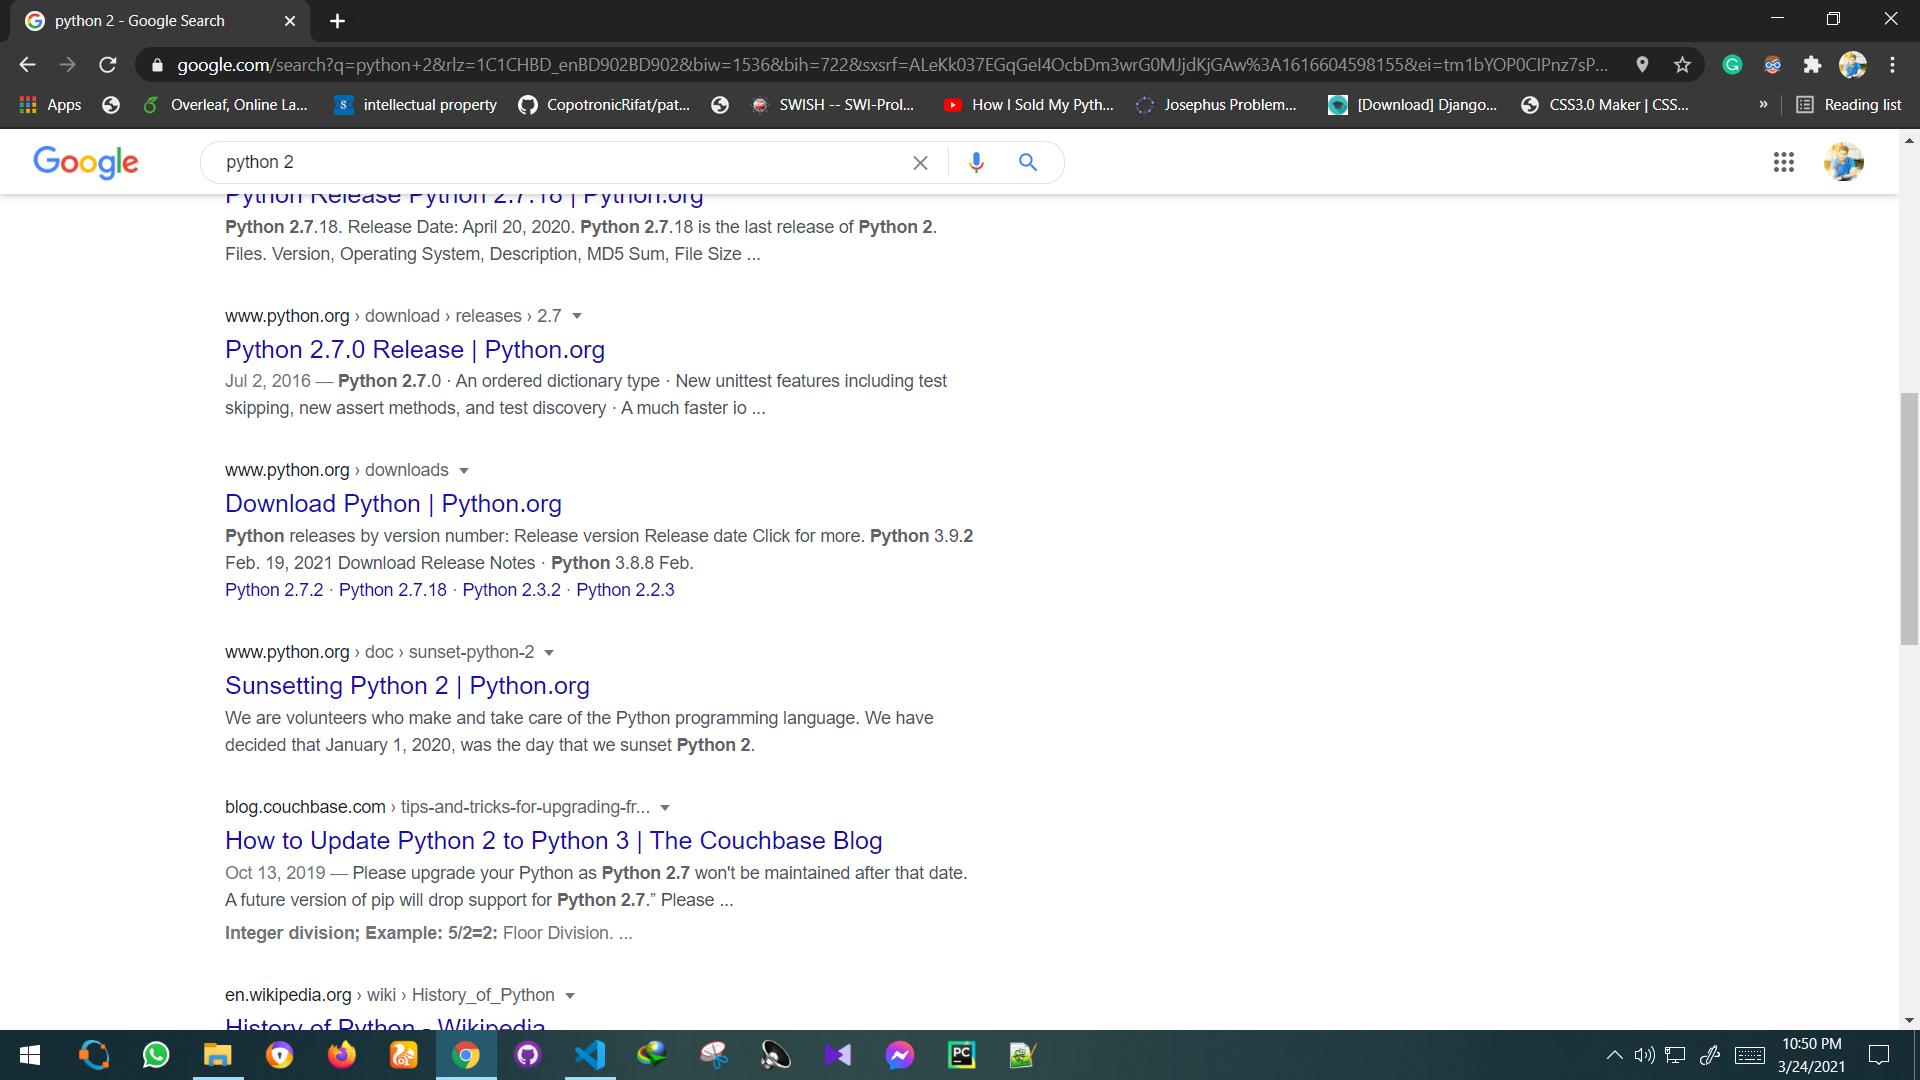 python 2 - Google Search
google.com/search?q=python+2&rlz=1C1CHBD_enBD902BD902&biw=1536&bih=722&sxsrf=ALeKk037EGqGeI4OcbDm3wrG0MJjdKjGAw%3A1616604598155&ei=tm1bYOP0CIPnz7sP...
Apps Overleaf, Online La... S intellectual property CopotronicRifat/pat... SWISH -- SWI-Prol... How I Sold My Pyth... Josephus Problem... [Download] Django... CSS3.0 Maker | CSS... » Reading list
Google python 2
Python Release Python 2.7.18 | Python.org
Python 2.7.18. Release Date: April 20, 2020. Python 2.7.18 is the last release of Python 2.
Files. Version, Operating System, Description, MD5 Sum, File Size ...
www.python.org › download › releases › 2.7
Python 2.7.0 Release | Python.org
Jul 2, 2016 — Python 2.7.0 · An ordered dictionary type · New unittest features including test
skipping, new assert methods, and test discovery · A much faster io ...
www.python.org › downloads
Download Python | Python.org
Python releases by version number: Release version Release date Click for more. Python 3.9.2
Feb. 19, 2021 Download Release Notes · Python 3.8.8 Feb.
Python 2.7.2 · Python 2.7.18 · Python 2.3.2 · Python 2.2.3
www.python.org › doc › sunset-python-2
Sunsetting Python 2 | Python.org
We are volunteers who make and take care of the Python programming language. We have
decided that January 1, 2020, was the day that we sunset Python 2.
blog.couchbase.com › tips-and-tricks-for-upgrading-fr...
How to Update Python 2 to Python 3 | The Couchbase Blog
Oct 13, 2019 — Please upgrade your Python as Python 2.7 won't be maintained after that date.
A future version of pip will drop support for Python 2.7.” Please ...
Integer division; Example: 5/2=2: Floor Division. ...
en.wikipedia.org › wiki › History_of_Python
History of Python - Wikipedia
PC
10:50 PM
3/24/2021